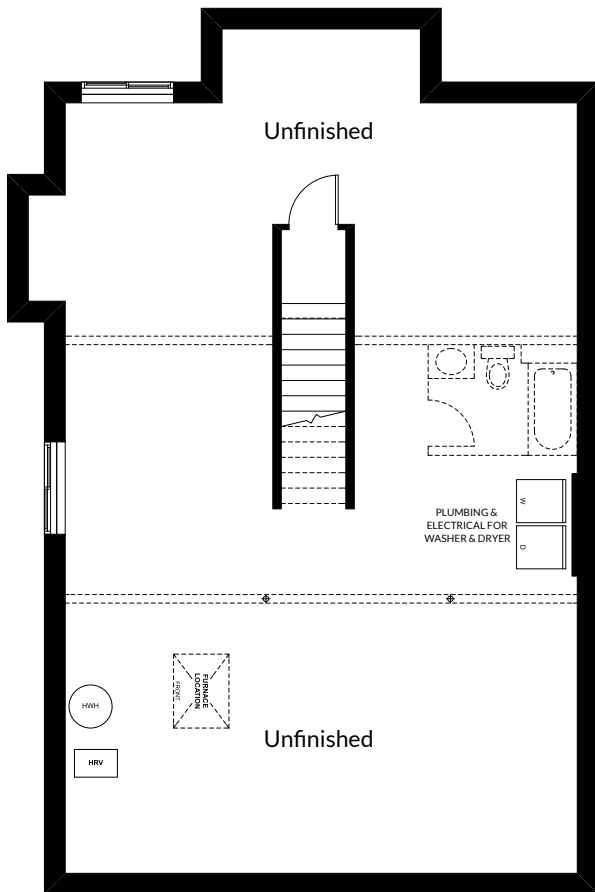 Unfinished
W
PLUMBING &
ELECTRICAL FOR
WASHER & DRYER
D
FURNACE
LOCATION
FRONT
HWH
Unfinished
HRV